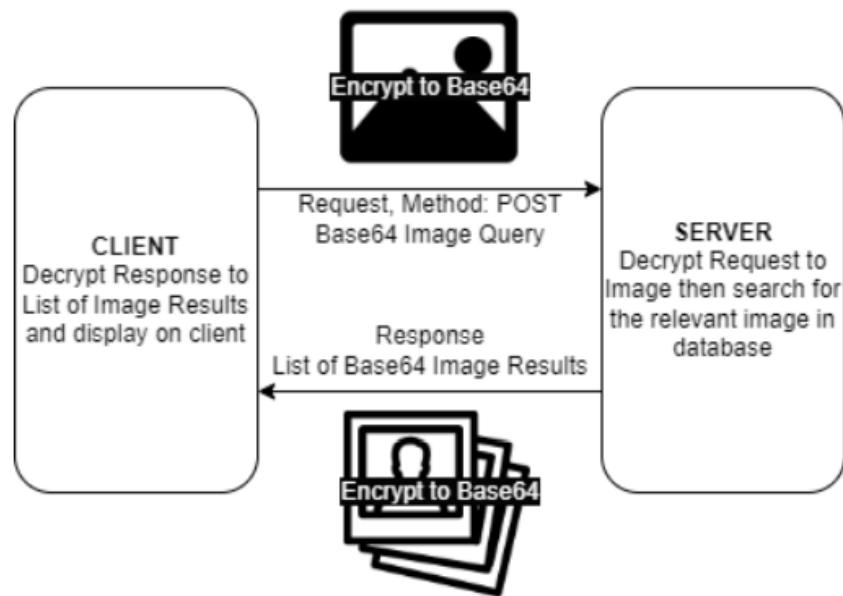 Encrypt to Base64
Request, Method: POST
Base64 Image Query
CLIENT
Decrypt Response to
List of Image Results
and display on client
SERVER
Decrypt Request to
Image then search for
the relevant image in
database
Response
List of Base64 Image Results
Encrypt to Base64